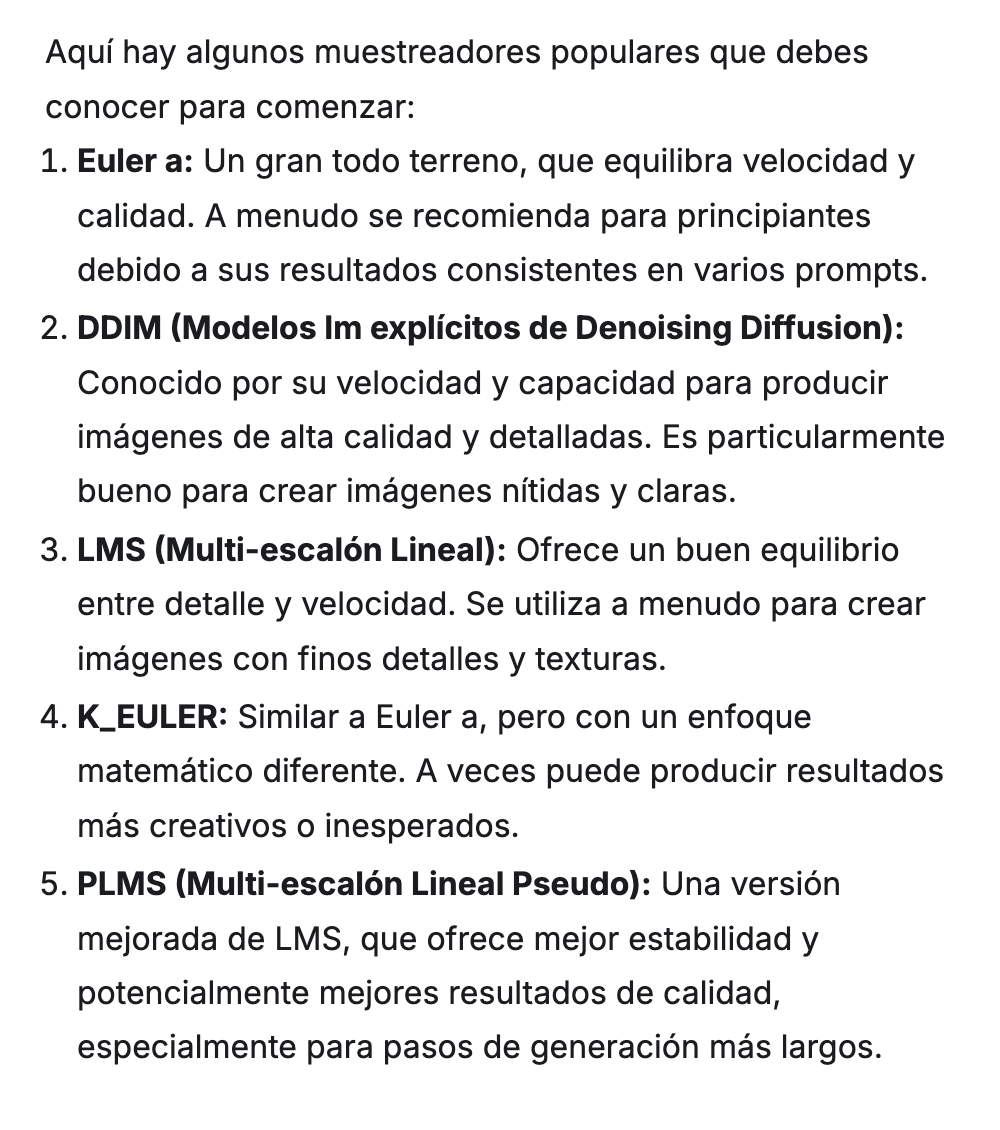 Aquí hay algunos muestreadores populares que debes
conocer para comenzar:
1. Euler a: Un gran todo terreno, que equilibra velocidad y
calidad. A menudo se recomienda para principiantes
debido a sus resultados consistentes en varios prompts.
2. DDIM (Modelos Im explícitos de Denoising Diffusion):
Conocido por su velocidad y capacidad para producir
imágenes de alta calidad y detalladas. Es particularmente
bueno para crear imágenes nítidas y claras.
3. LMS (Multi-escalón Lineal): Ofrece un buen equilibrio
entre detalle y velocidad. Se utiliza a menudo para crear
imágenes con finos detalles y texturas.
4. K_EULER: Similar a Euler a, pero con un enfoque
matemático diferente. A veces puede producir resultados
más creativos o inesperados.
5. PLMS (Multi-escalón Lineal Pseudo): Una versión
mejorada de LMS, que ofrece mejor estabilidad y
potencialmente mejores resultados de calidad,
especialmente para pasos de generación más largos.